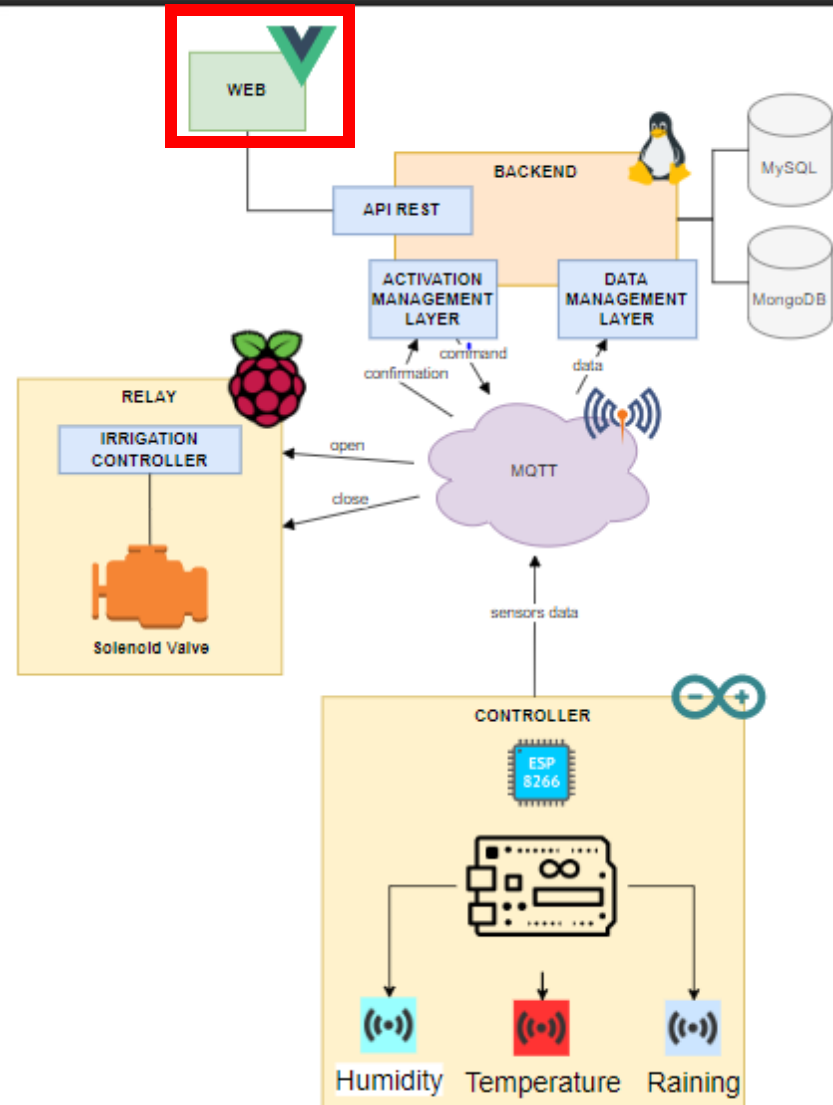 WEB
BACKEND
MySQL
API REST
ACTIVATION
MANAGEMENT
LAYER
DATA
MANAGEMENT
LAYER
MongoDB
command
confirmation
data
RELAY
IRRIGATION
CONTROLLER
open
close
MQTT
Solenoid Valve
sensors data
CONTROLLER
ESP
8266
Humidity
Temperature
Raining